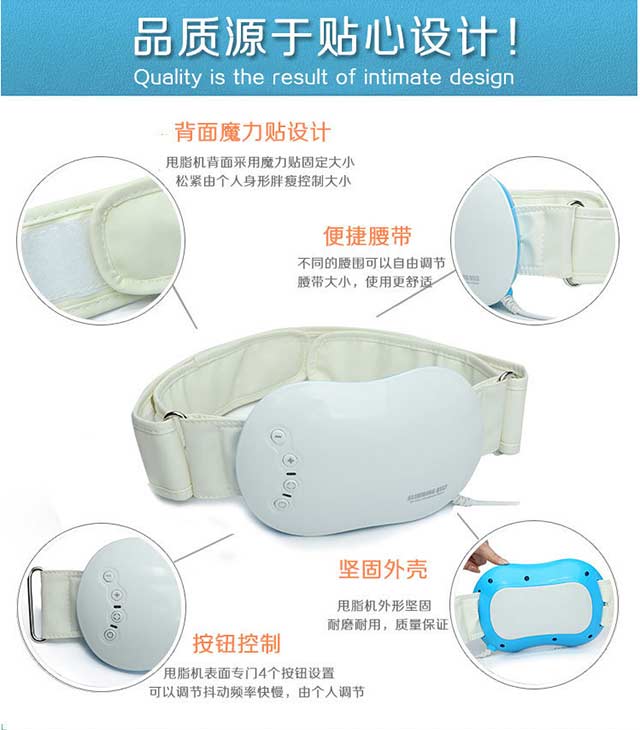 品质源于贴心设计！
Quality is the result of intimate design
背面魔力贴设计
甩脂机背面采用魔力贴固定大小
松紧由个人身形胖瘦控制大小
便捷腰带
不同的腰围可以自由调节
腰带大小，使用更舒适
SLIMMING BELT
坚固外壳
甩脂机外形坚固
耐磨耐用，质量保证
按钮控制
甩脂机表面专门4个按钮设置
可以调节抖动频率快慢，由个人调节